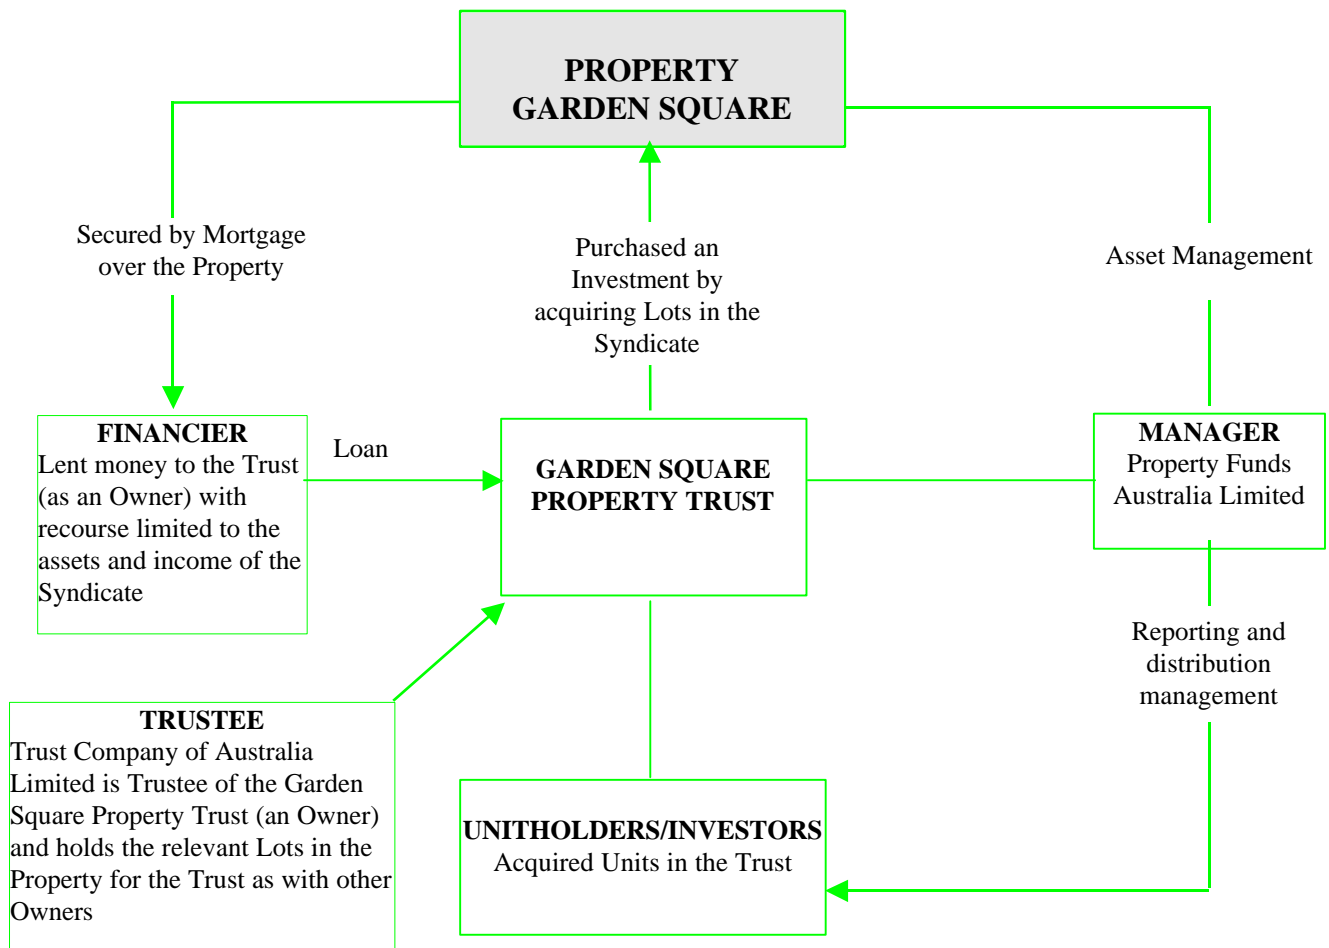 PROPERTY
GARDEN SQUARE
Secured by Mortgage
over the Property
Purchased an
Investment by
acquiring Lots in the
Syndicate
Asset Management
FINANCIER
Lent money to the Trust
(as an Owner) with
recourse limited to the
assets and income of the
Syndicate
Loan
GARDEN SQUARE
PROPERTY TRUST
MANAGER
Property Funds
Australia Limited
Reporting and
distribution
management
TRUSTEE
Trust Company of Australia
Limited is Trustee of the Garden
Square Property Trust (an Owner)
and holds the relevant Lots in the
Property for the Trust as with other
Owners
UNITHOLDERS/INVESTORS
Acquired Units in the Trust